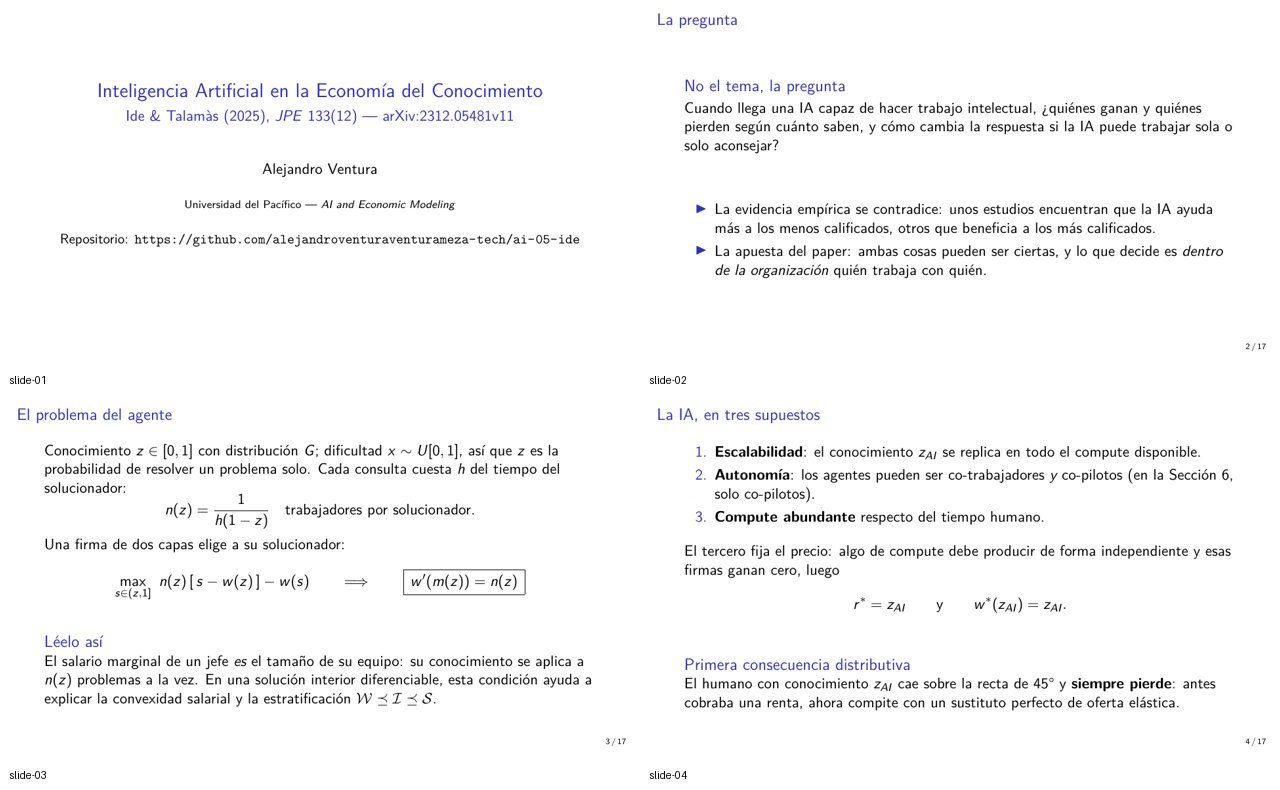 Inteligencia Artificial en la Economía del Conocimiento
Ide & Talamàs (2025), JPE 133(12) — arXiv:2312.05481v11
Alejandro Ventura
Universidad del Pacífico — AI and Economic Modeling
Repositorio: https://github.com/alejandroventuraventurameza-tech/ai-05-ide
slide-01
La pregunta
No el tema, la pregunta
Cuando llega una IA capaz de hacer trabajo intelectual, ¿quiénes ganan y quiénes
pierden según cuánto saben, y cómo cambia la respuesta si la IA puede trabajar sola o
solo aconsejar?
▶ La evidencia empírica se contradice: unos estudios encuentran que la IA ayuda
más a los menos calificados, otros que beneficia a los más calificados.
▶ La apuesta del paper: ambas cosas pueden ser ciertas, y lo que decide es dentro
de la organización quién trabaja con quién.
2 / 17
slide-02
El problema del agente
Conocimiento z ∈ [0, 1] con distribución G; dificultad x ∼ U[0, 1], así que z es la
probabilidad de resolver un problema solo. Cada consulta cuesta h del tiempo del
solucionador:
n(z) = 1 / h(1 − z) trabajadores por solucionador.
Una firma de dos capas elige a su solucionador:
max s∈(z,1] n(z) [ s − w(z) ] − w(s) ⟹ w′(m(z)) = n(z)
Léelo así
El salario marginal de un jefe es el tamaño de su equipo: su conocimiento se aplica a
n(z) problemas a la vez. En una solución interior diferenciable, esta condición ayuda a
explicar la convexidad salarial y la estratificación 𝒲 ⪯ ℐ ⪯ 𝒮.
3 / 17
slide-03
La IA, en tres supuestos
1. Escalabilidad: el conocimiento z_AI se replica en todo el compute disponible.
2. Autonomía: los agentes pueden ser co-trabajadores y co-pilotos (en la Sección 6,
solo co-pilotos).
3. Compute abundante respecto del tiempo humano.
El tercero fija el precio: algo de compute debe producir de forma independiente y esas
firmas ganan cero, luego
r* = z_AI y w*(z_AI) = z_AI.
Primera consecuencia distributiva
El humano con conocimiento z_AI cae sobre la recta de 45° y siempre pierde: antes
cobraba una renta, ahora compite con un sustituto perfecto de oferta elástica.
4 / 17
slide-04